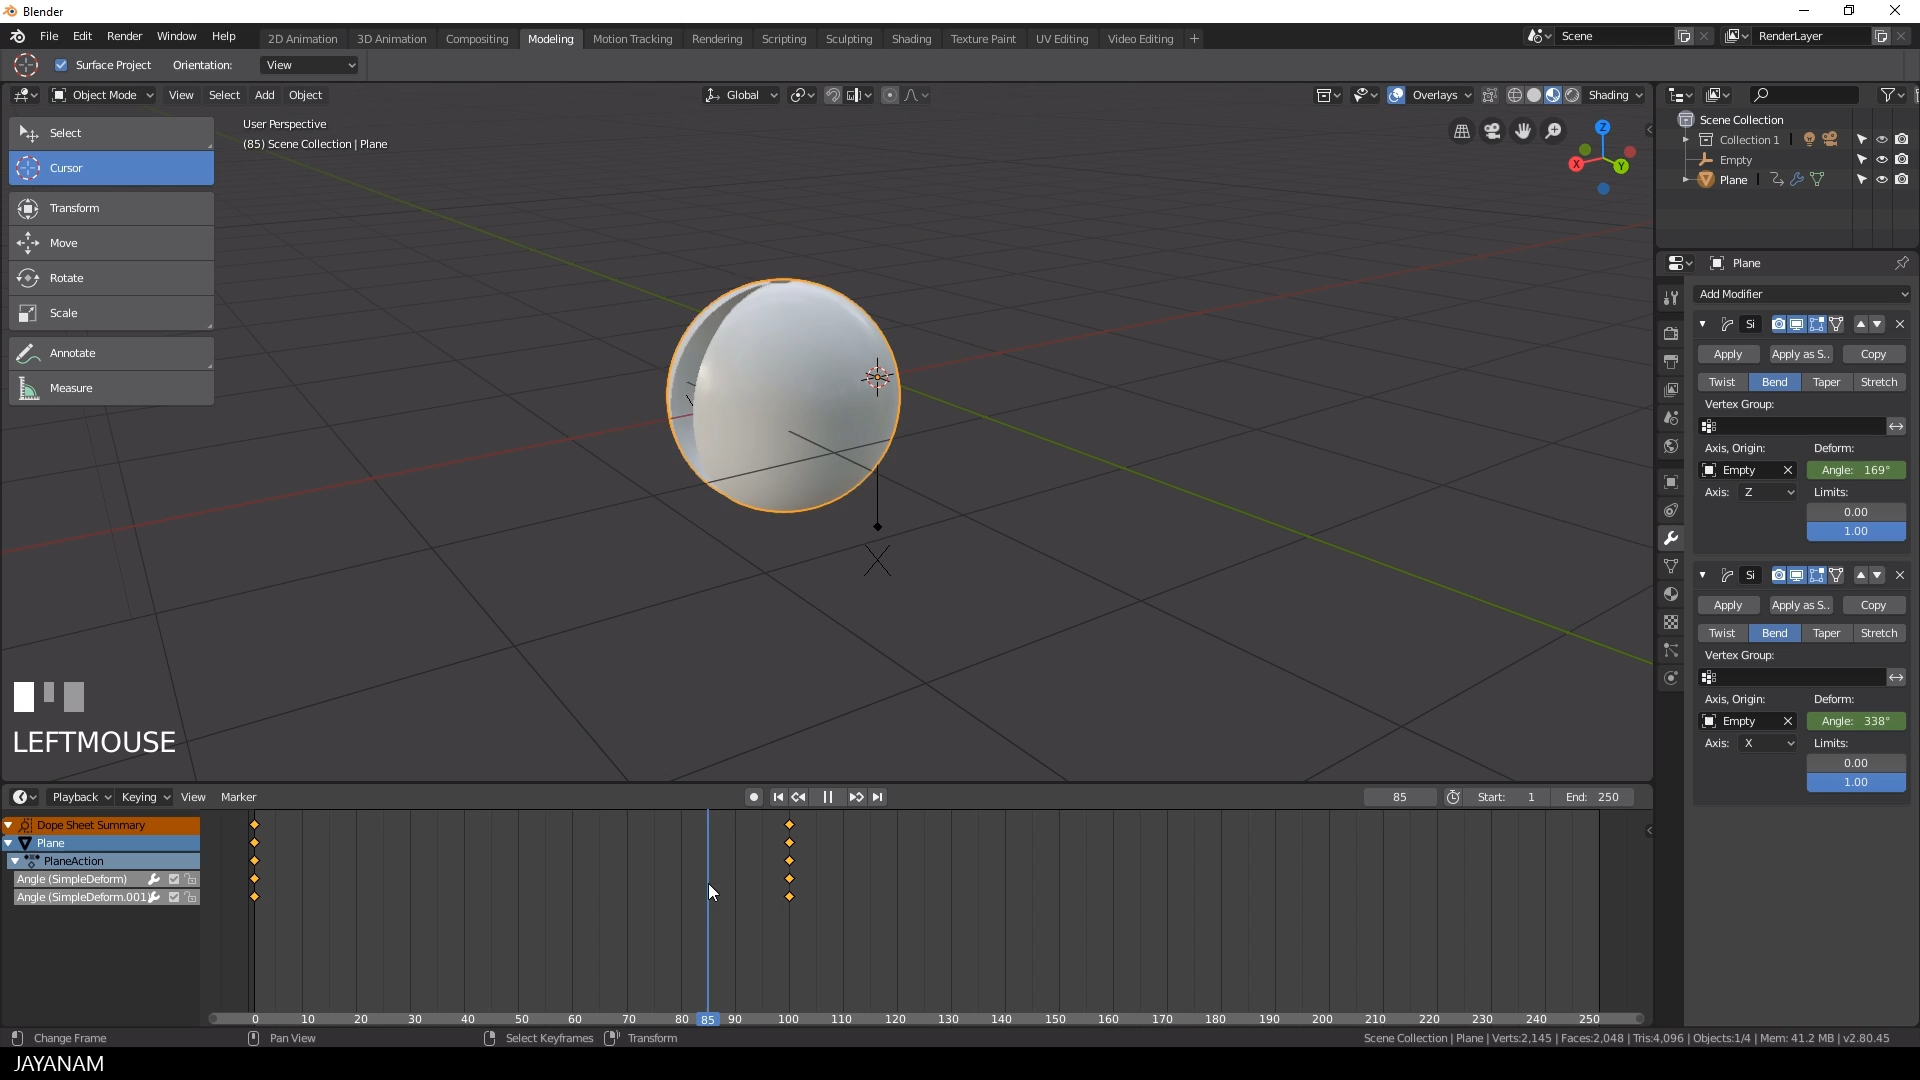 Blender
File Edit Render Window Help 2D Animation 3D Animation Compositing Modeling Motion Tracking Rendering Scripting Sculpting Shading Texture Paint UV Editing Video Editing + Scene RenderLayer
Surface Project Orientation: View
Object Mode View Select Add Object Global Overlays Shading
User Perspective
(85) Scene Collection | Plane
Select
Cursor
Transform
Move
Rotate
Scale
Annotate
Measure
Z
X
Y
Scene Collection
Collection 1
Empty
Plane
Plane
Add Modifier
Si
Apply Apply as S.. Copy
Twist Bend Taper Stretch
Vertex Group:
Axis, Origin: Deform:
Empty Angle: 169°
Axis: Z Limits:
0.00
1.00
Si
Apply Apply as S.. Copy
Twist Bend Taper Stretch
Vertex Group:
Axis, Origin: Deform:
Empty Angle: 338°
Axis: X Limits:
0.00
1.00
LEFTMOUSE
Playback Keying View Marker 85 Start: 1 End: 250
Dope Sheet Summary
Plane
PlaneAction
Angle (SimpleDeform)
Angle (SimpleDeform.001)
0 10 20 30 40 50 60 70 80 85 90 100 110 120 130 140 150 160 170 180 190 200 210 220 230 240 250
Change Frame Pan View Select Keyframes Transform Scene Collection | Plane | Verts:2,145 | Faces:2,048 | Tris:4,096 | Objects:1/4 | Mem: 41.2 MB | v2.80.45
JAYANAM